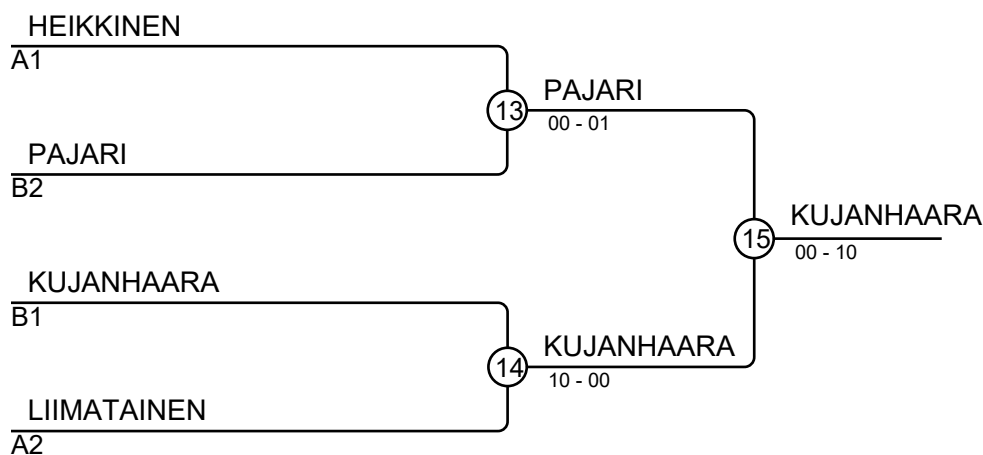 HEIKKINEN
A1
13
PAJARI
00 - 01
PAJARI
B2
15
KUJANHAARA
00 - 10
KUJANHAARA
B1
14
KUJANHAARA
10 - 00
LIIMATAINEN
A2